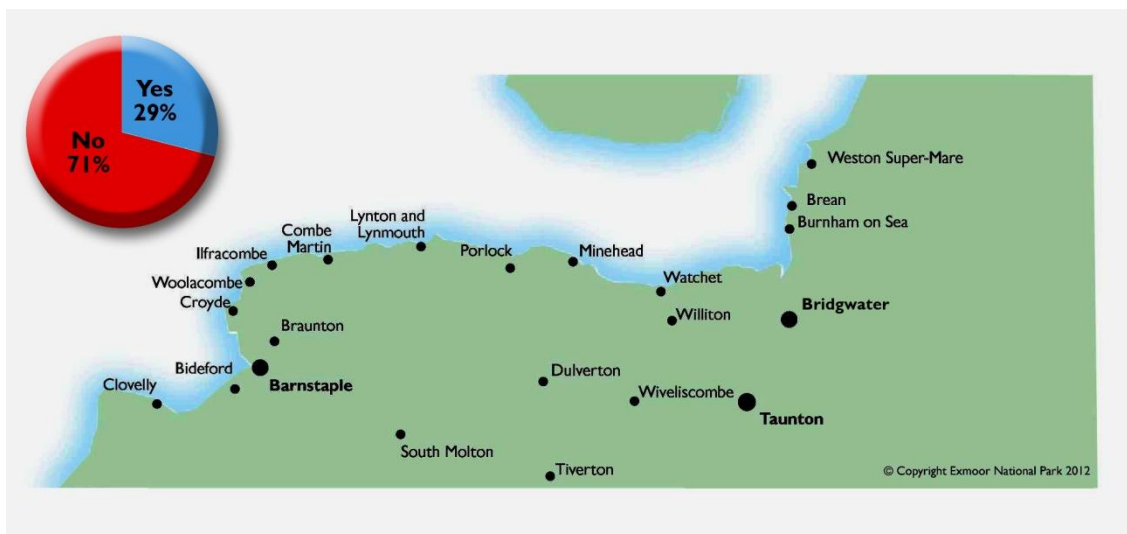 Yes
29%
No
71%
Weston Super-Mare
Brean
Burnham on Sea
Lynton and
Lynmouth
Combe
Martin
Porlock
Minehead
Ilfracombe
Woolacombe
Watchet
Croyde
Williton
Bridgwater
Braunton
Bideford
Barnstaple
Clovelly
Dulverton
Wiveliscombe
Taunton
South Molton
Tiverton
© Copyright Exmoor National Park 2012